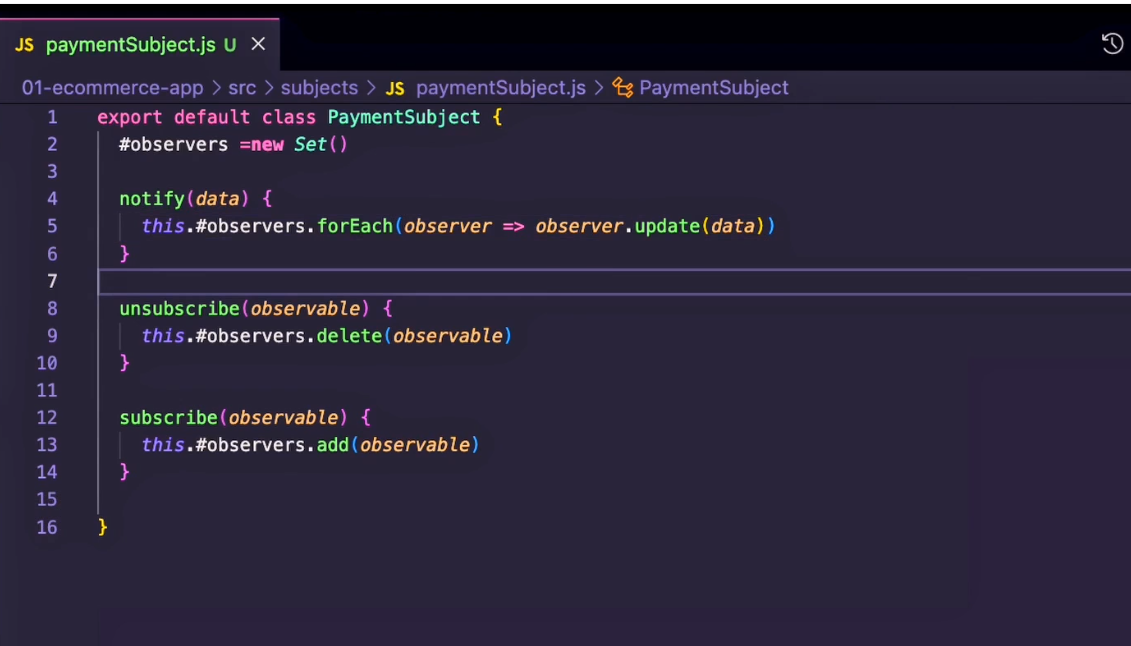 JS paymentSubject.js U ×
01-ecommerce-app > src > subjects > JS paymentSubject.js > PaymentSubject
1 export default class PaymentSubject {
2 #observers =new Set()
3
4 notify(data) {
5 this.#observers.forEach(observer => observer.update(data))
6 }
7
8 unsubscribe(observable) {
9 this.#observers.delete(observable)
10 }
11
12 subscribe(observable) {
13 this.#observers.add(observable)
14 }
15
16 }